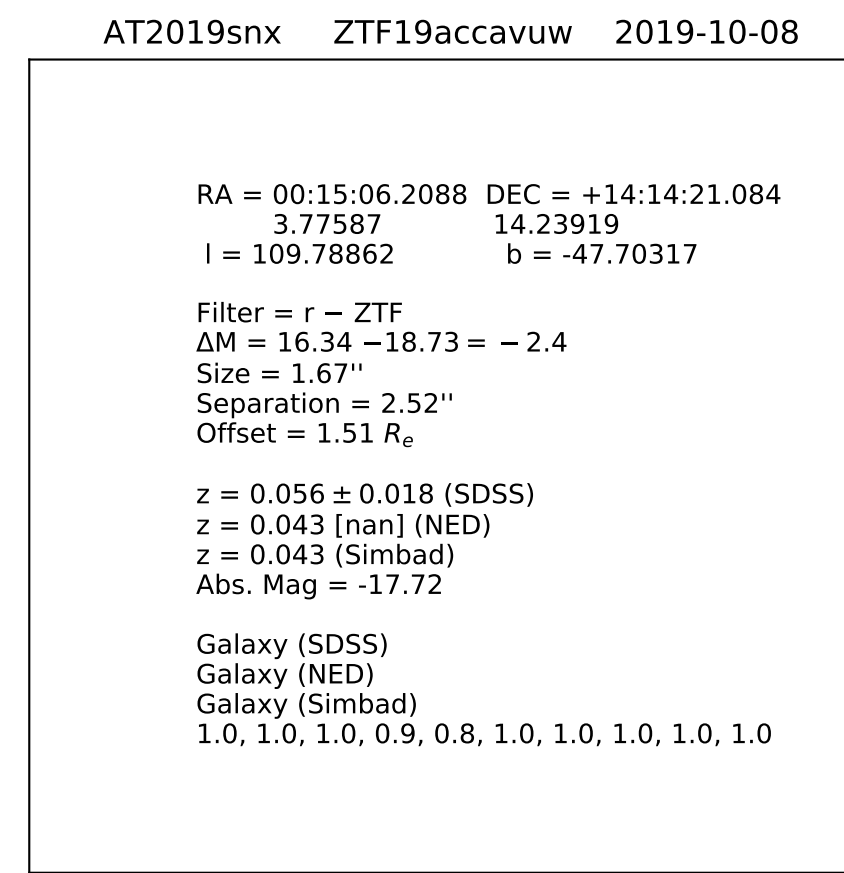 AT2019snx ZTF19accavuw 2019-10-08
RA = 00:15:06.2088 DEC = +14:14:21.084
3.77587 14.23919
l = 109.78862 b = -47.70317
Filter = r − ZTF
ΔM = 16.34 −18.73 = − 2.4
Size = 1.67''
Separation = 2.52''
Offset = 1.51 Rₑ
z = 0.056 ± 0.018 (SDSS)
z = 0.043 [nan] (NED)
z = 0.043 (Simbad)
Abs. Mag = -17.72
Galaxy (SDSS)
Galaxy (NED)
Galaxy (Simbad)
1.0, 1.0, 1.0, 0.9, 0.8, 1.0, 1.0, 1.0, 1.0, 1.0